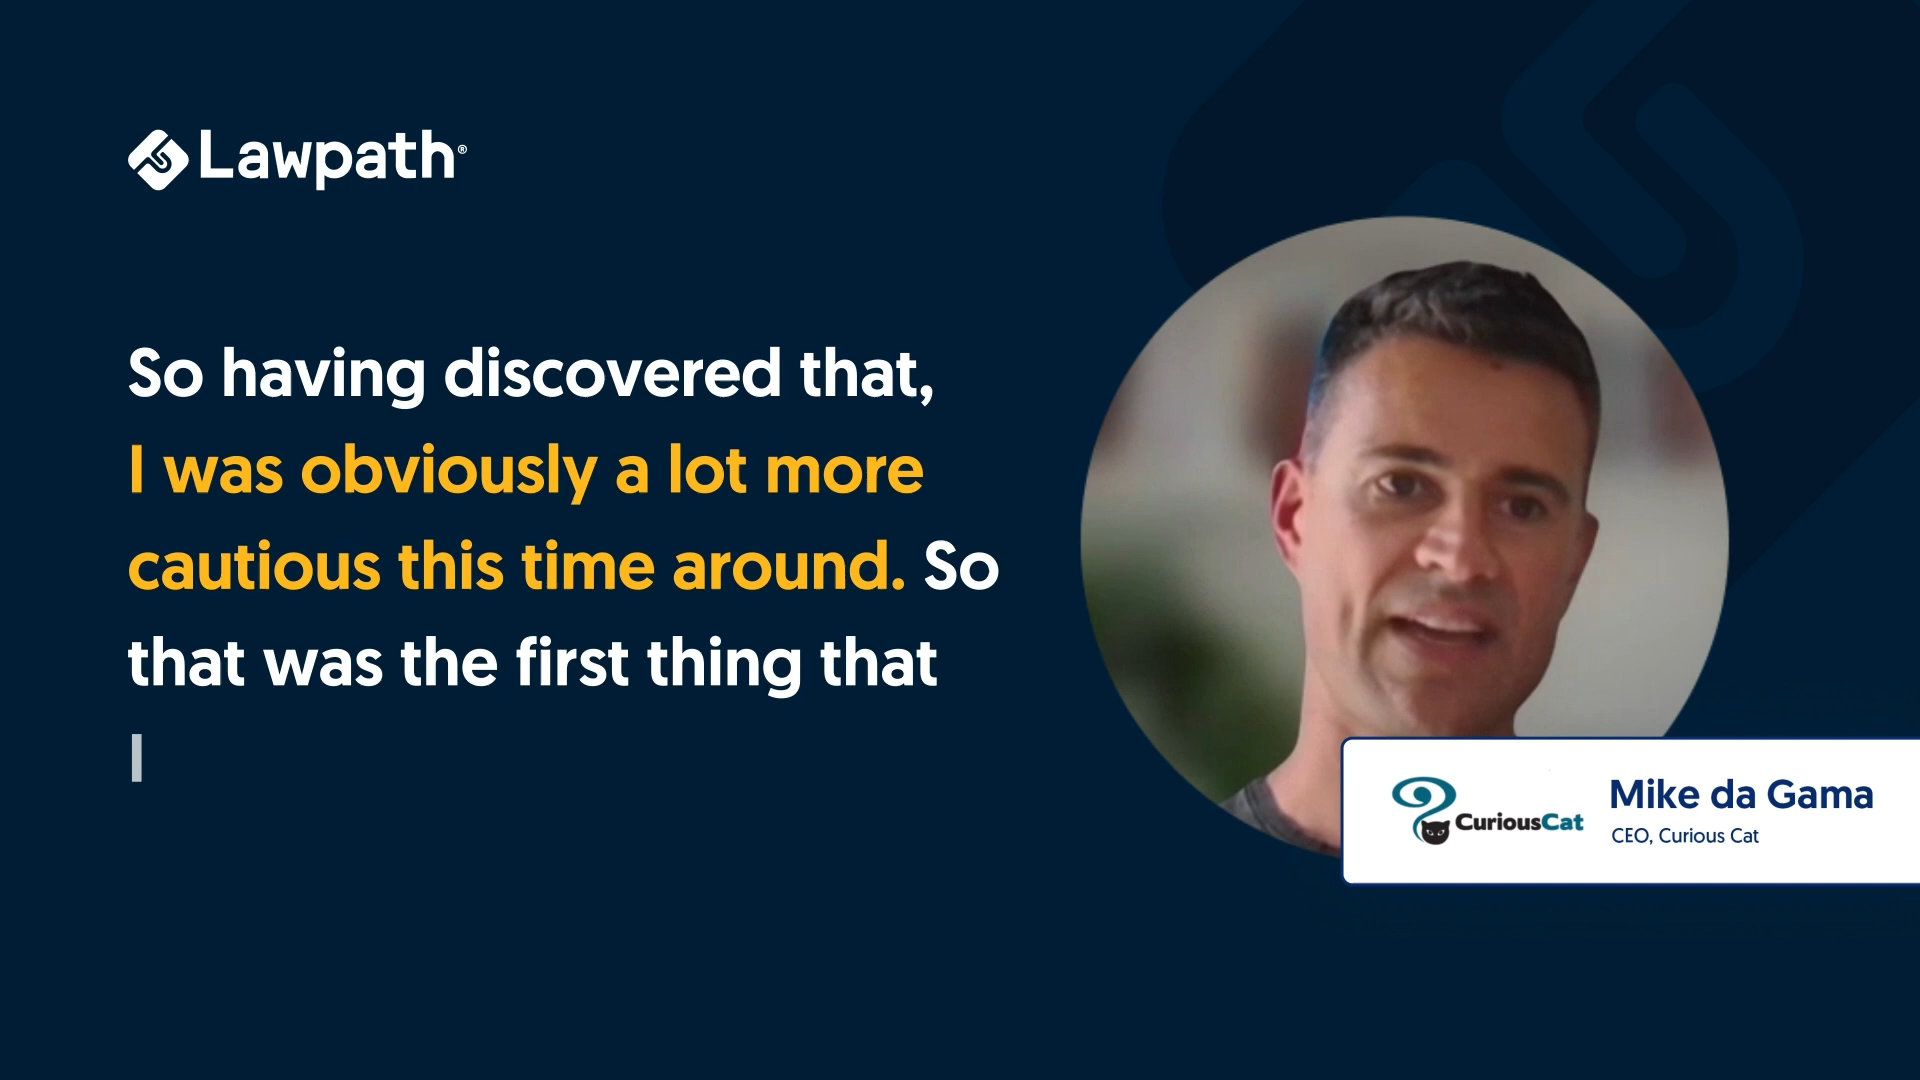 Lawpath®
So having discovered that,
I was obviously a lot more
cautious this time around. So
that was the first thing that
I
CuriousCat
Mike da Gama
CEO, Curious Cat